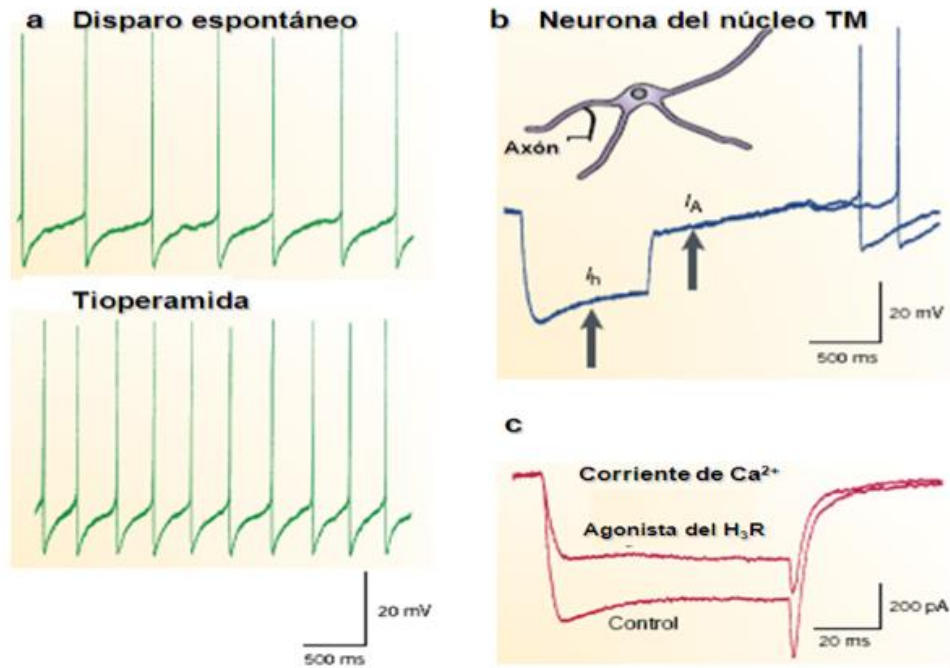 a Disparo espontáneo
Tioperamida
20 mV
500 ms
b Neurona del núcleo TM
Axón
IA
Ih
20 mV
500 ms
c
Corriente de Ca²⁺
Agonista del H₃R
Control
200 pA
20 ms